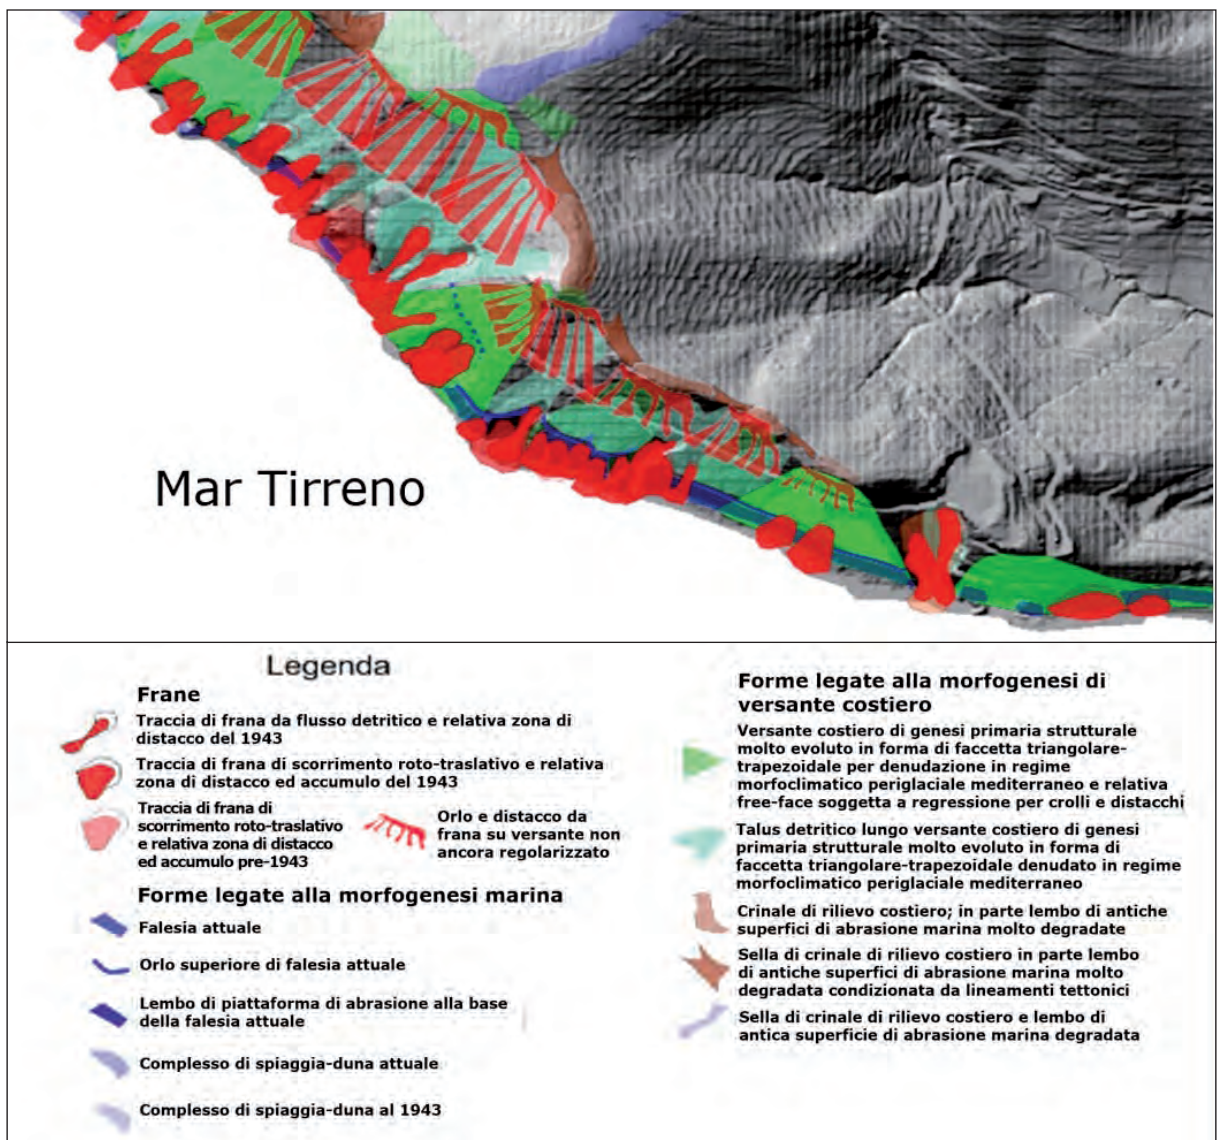 Mar Tirreno
Legenda
Frane
Traccia di frana da flusso detritico e relativa zona di
distacco del 1943
Traccia di frana di scorrimento roto-traslativo e relativa
zona di distacco ed accumulo del 1943
Traccia di frana di
scorrimento roto-traslativo
e relativa zona di distacco
ed accumulo pre-1943
Orlo e distacco da
frana su versante non
ancora regolarizzato
Forme legate alla morfogenesi marina
Falesia attuale
Orlo superiore di falesia attuale
Lembo di piattaforma di abrasione alla base
della falesia attuale
Complesso di spiaggia-duna attuale
Complesso di spiaggia-duna al 1943
Forme legate alla morfogenesi di
versante costiero
Versante costiero di genesi primaria strutturale
molto evoluto in forma di faccetta triangolare-
trapezoidale per denudazione in regime
morfoclimatico periglaciale mediterraneo e relativa
free-face soggetta a regressione per crolli e distacchi
Talus detritico lungo versante costiero di genesi
primaria strutturale molto evoluto in forma di
faccetta triangolare-trapezoidale denudato in regime
morfoclimatico periglaciale mediterraneo
Crinale di rilievo costiero; in parte lembo di antiche
superfici di abrasione marina molto degradate
Sella di crinale di rilievo costiero in parte lembo
di antiche superfici di abrasione marina molto
degradata condizionata da lineamenti tettonici
Sella di crinale di rilievo costiero e lembo di
antica superficie di abrasione marina degradata